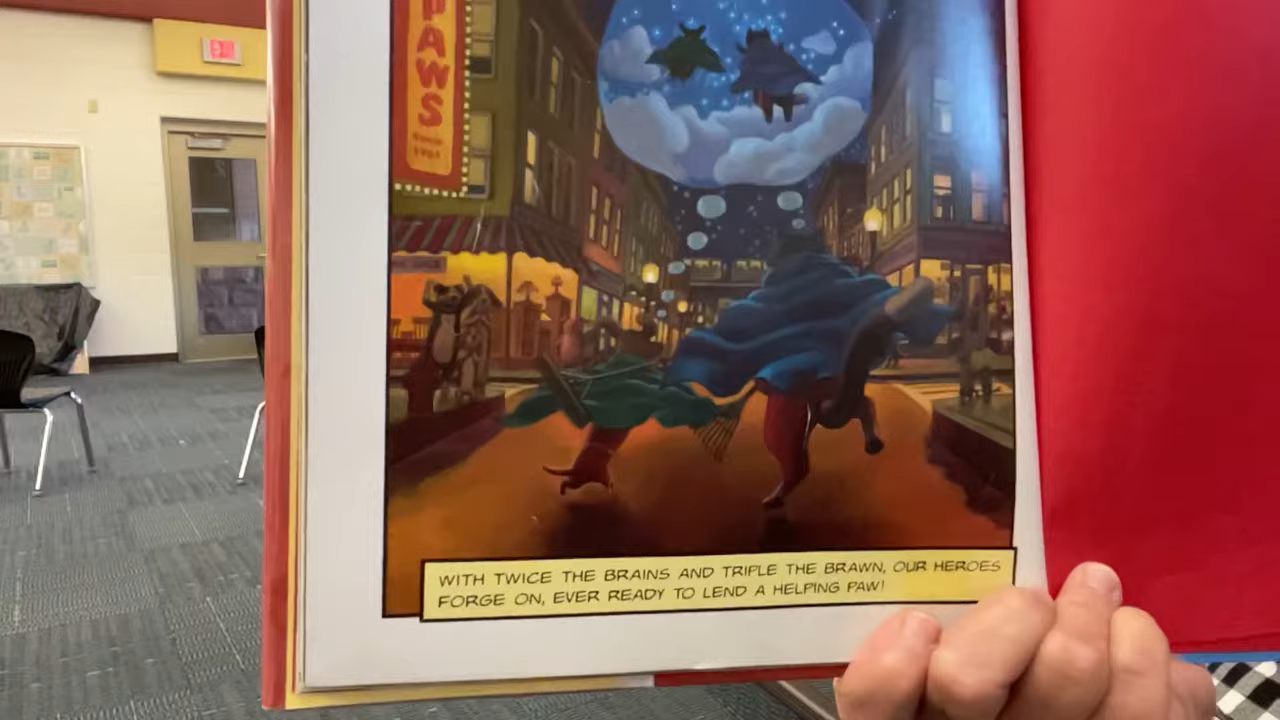 PAWS
WITH TWICE THE BRAINS AND TRIPLE THE BRAWN, OUR HEROES
FORGE ON, EVER READY TO LEND A HELPING PAW!